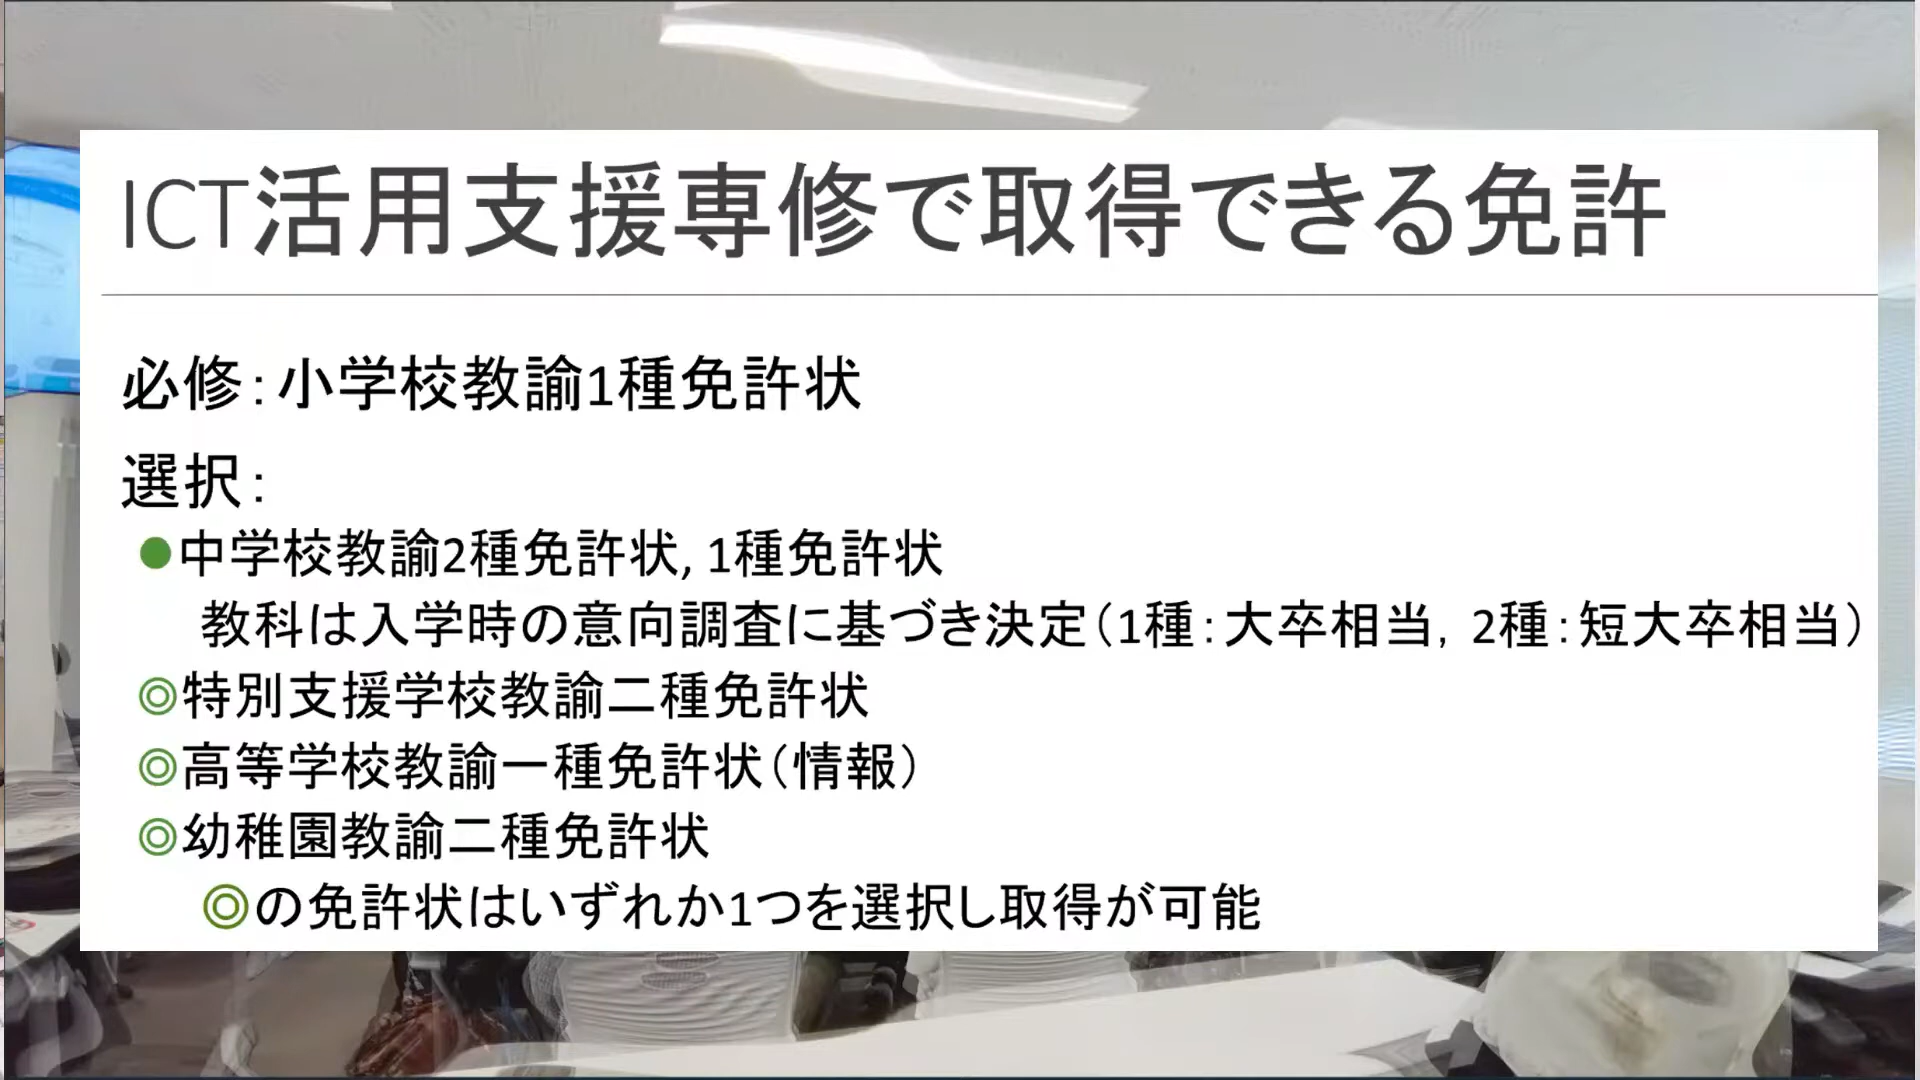 ICT活用支援専修で取得できる免許
必修：小学校教諭1種免許状
選択：
●中学校教諭2種免許状, 1種免許状
教科は入学時の意向調査に基づき決定（1種：大卒相当，2種：短大卒相当）
◎特別支援学校教諭二種免許状
◎高等学校教諭一種免許状（情報）
◎幼稚園教諭二種免許状
◎の免許状はいずれか1つを選択し取得が可能